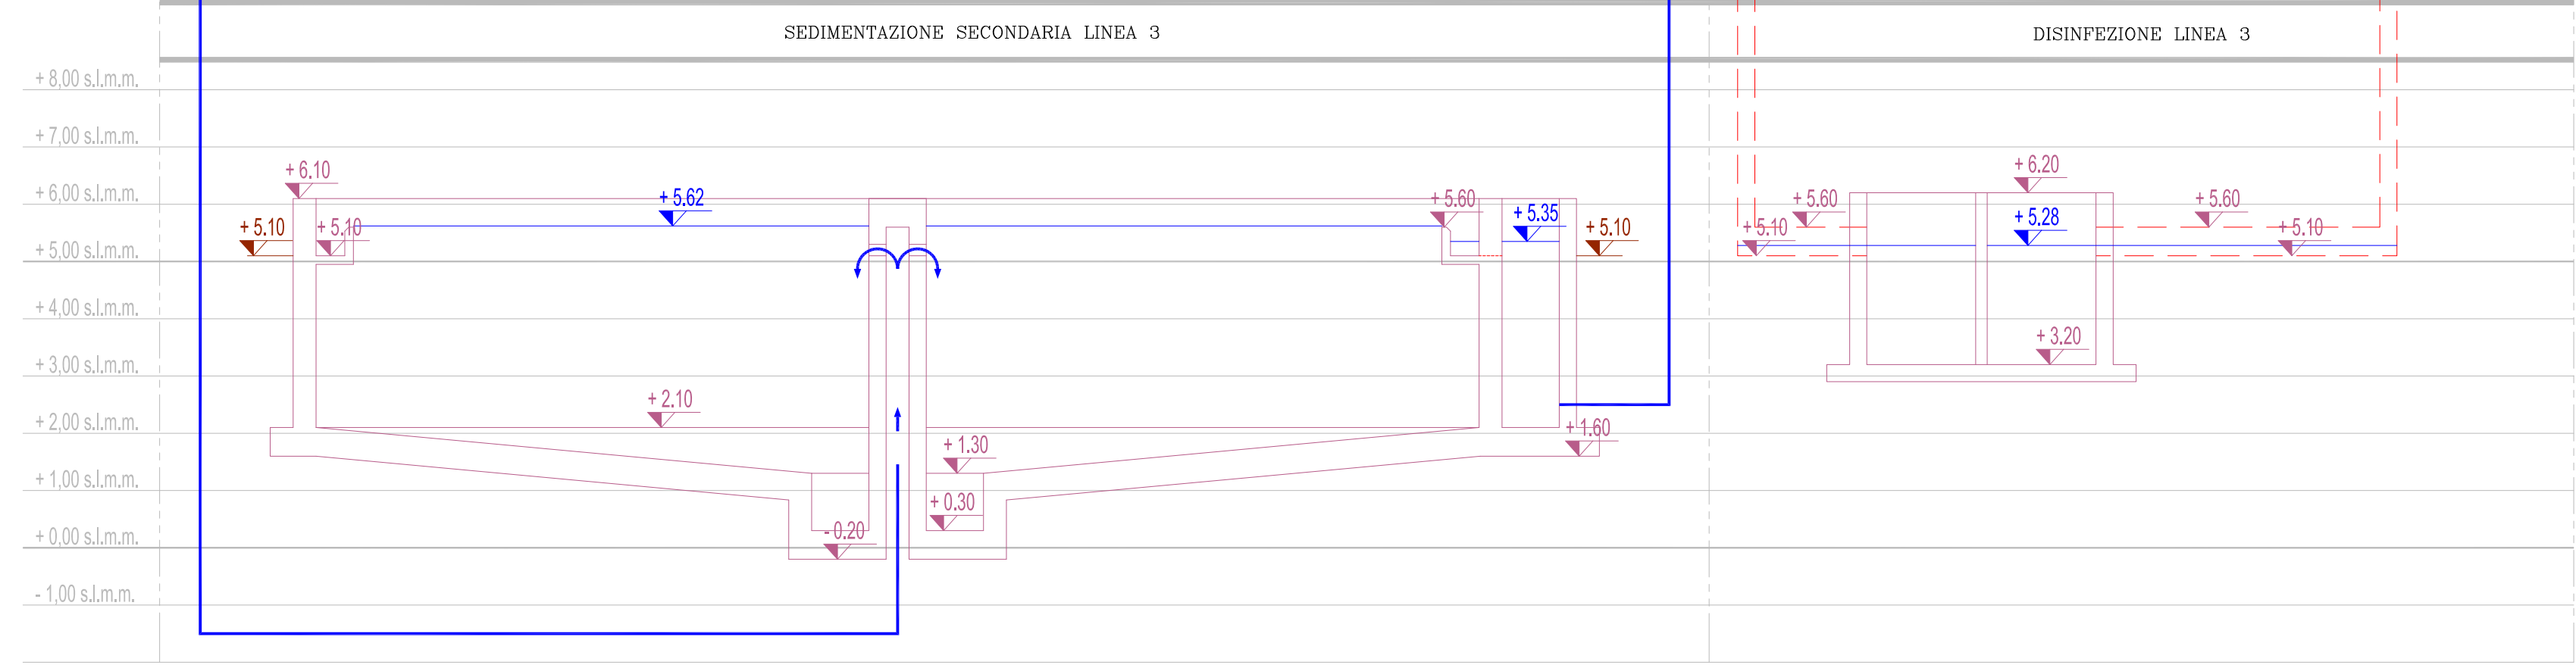 SEDIMENTAZIONE SECONDARIA LINEA 3
DISINFEZIONE LINEA 3
+ 8,00 s.l.m.m.
+ 7,00 s.l.m.m.
+ 6.10
+ 6.20
+ 6,00 s.l.m.m.
+ 5.62
+ 5.60
+ 5.60
+ 5.60
+ 5.10
+ 5.10
+ 5.35
+ 5.10
+ 5.10
+ 5.28
+ 5.10
+ 5,00 s.l.m.m.
+ 4,00 s.l.m.m.
+ 3,00 s.l.m.m.
+ 3.20
+ 2.10
+ 2,00 s.l.m.m.
+ 1.60
+ 1.30
+ 1,00 s.l.m.m.
+ 0.30
+ 0,00 s.l.m.m.
- 0.20
- 1,00 s.l.m.m.